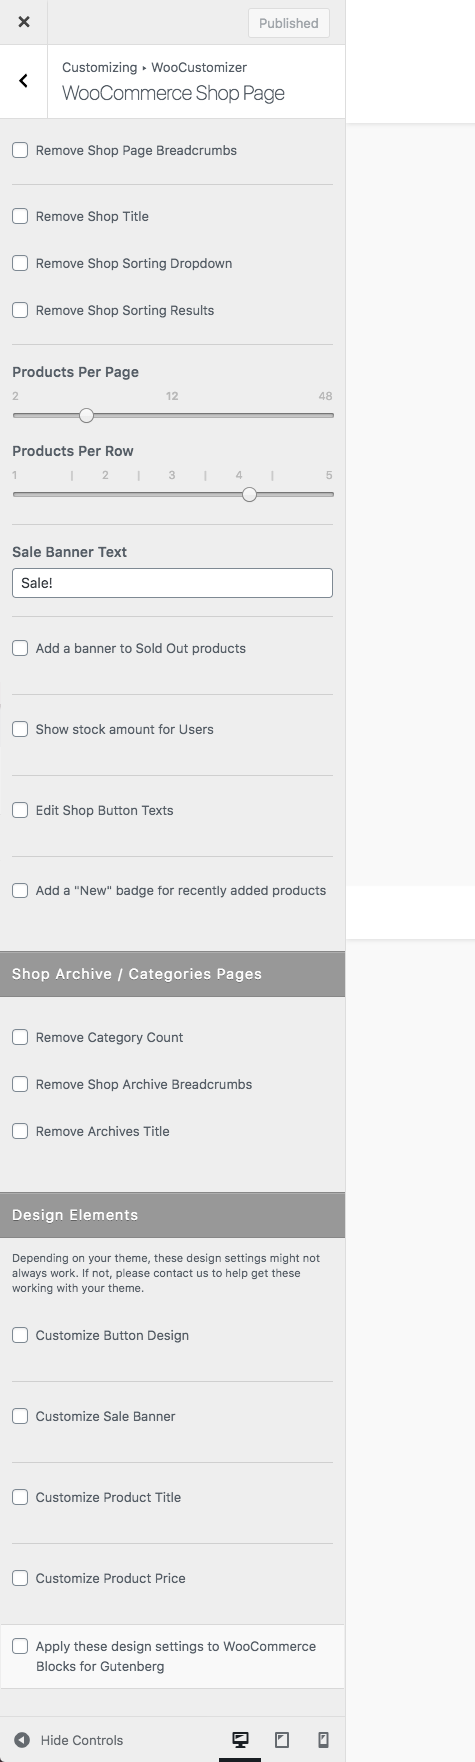 Published
Customizing ▸ WooCustomizer
WooCommerce Shop Page
Remove Shop Page Breadcrumbs
Remove Shop Title
Remove Shop Sorting Dropdown
Remove Shop Sorting Results
Products Per Page
2 12 48
Products Per Row
1 | 2 | 3 | 4 | 5
Sale Banner Text
Sale!
Add a banner to Sold Out products
Show stock amount for Users
Edit Shop Button Texts
Add a "New" badge for recently added products
Shop Archive / Categories Pages
Remove Category Count
Remove Shop Archive Breadcrumbs
Remove Archives Title
Design Elements
Depending on your theme, these design settings might not
always work. If not, please contact us to help get these
working with your theme.
Customize Button Design
Customize Sale Banner
Customize Product Title
Customize Product Price
Apply these design settings to WooCommerce
Blocks for Gutenberg
Hide Controls